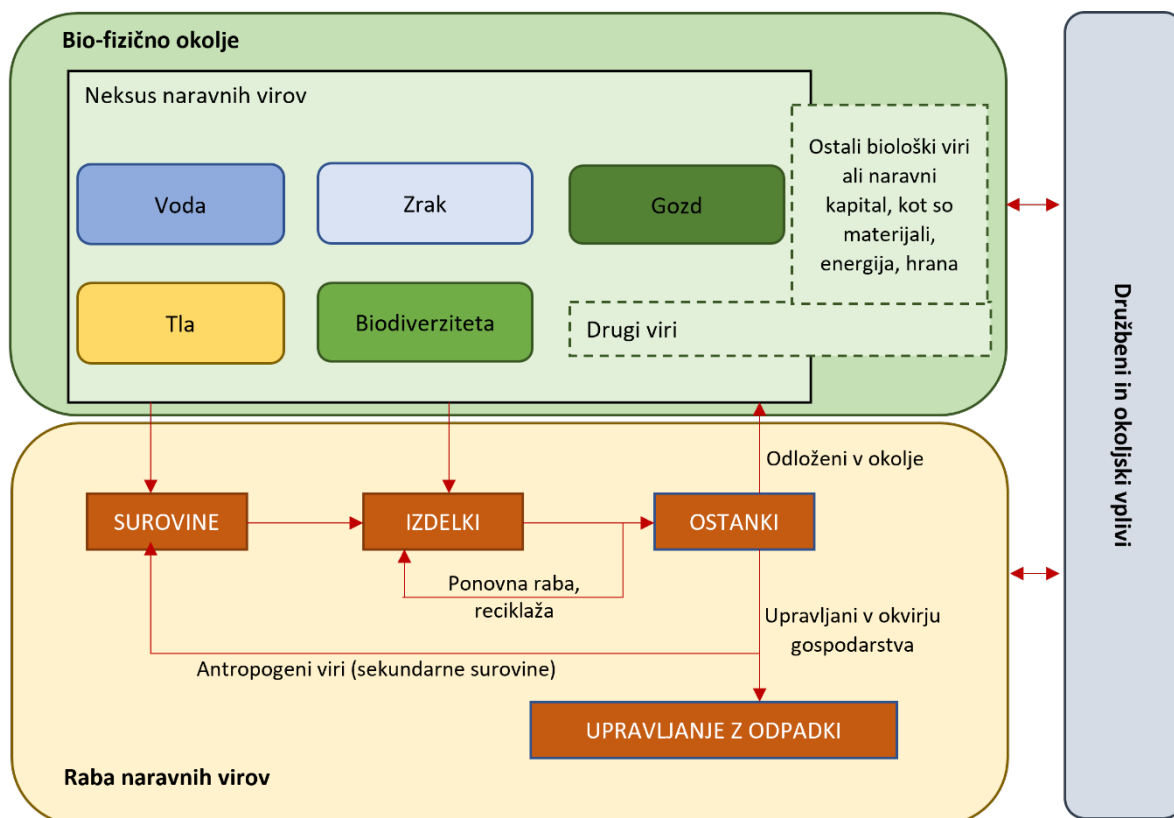 Bio-fizično okolje
Neksus naravnih virov
Voda
Zrak
Gozd
Ostali biološki viri
ali naravni
kapital, kot so
materijali,
energija, hrana
Tla
Biodiverziteta
Drugi viri
Odloženi v okolje
SUROVINE
IZDELKI
OSTANKI
Ponovna raba,
reciklaža
Upravljani v okvirju
gospodarstva
Antropogeni viri (sekundarne surovine)
UPRAVLJANJE Z ODPADKI
Raba naravnih virov
Družbeni in okoljski vplivi